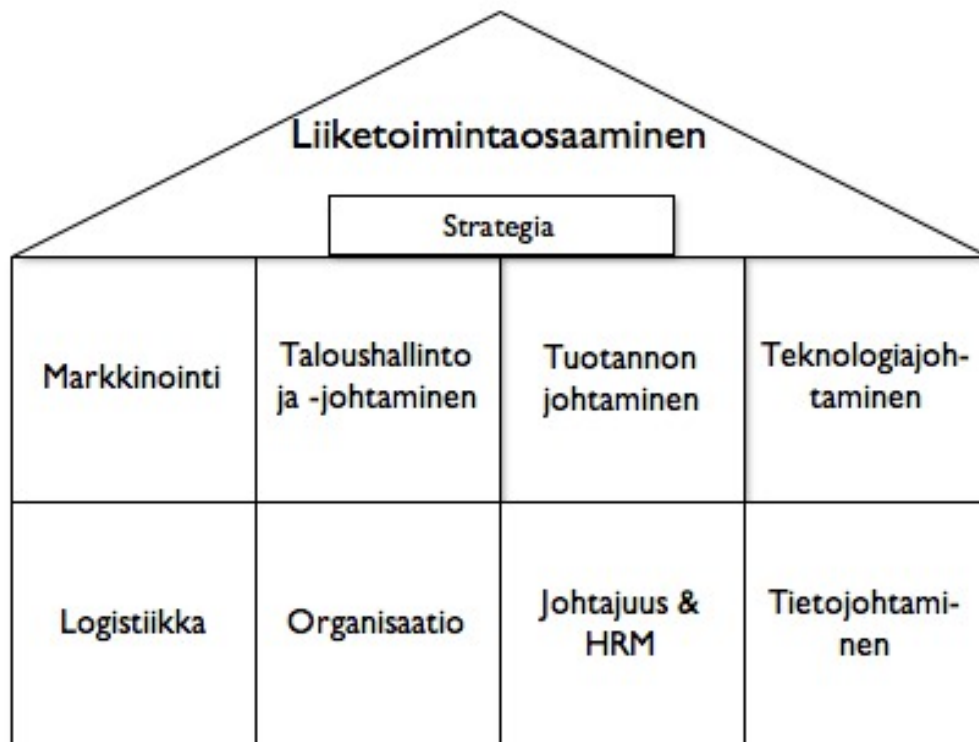 Liiketoimintaosaaminen
Strategia
Markkinointi
Taloushallinto
ja -johtaminen
Tuotannon
johtaminen
Teknologiajoh-
taminen
Logistiikka
Organisaatio
Johtajuus &
HRM
Tietojohtami-
nen